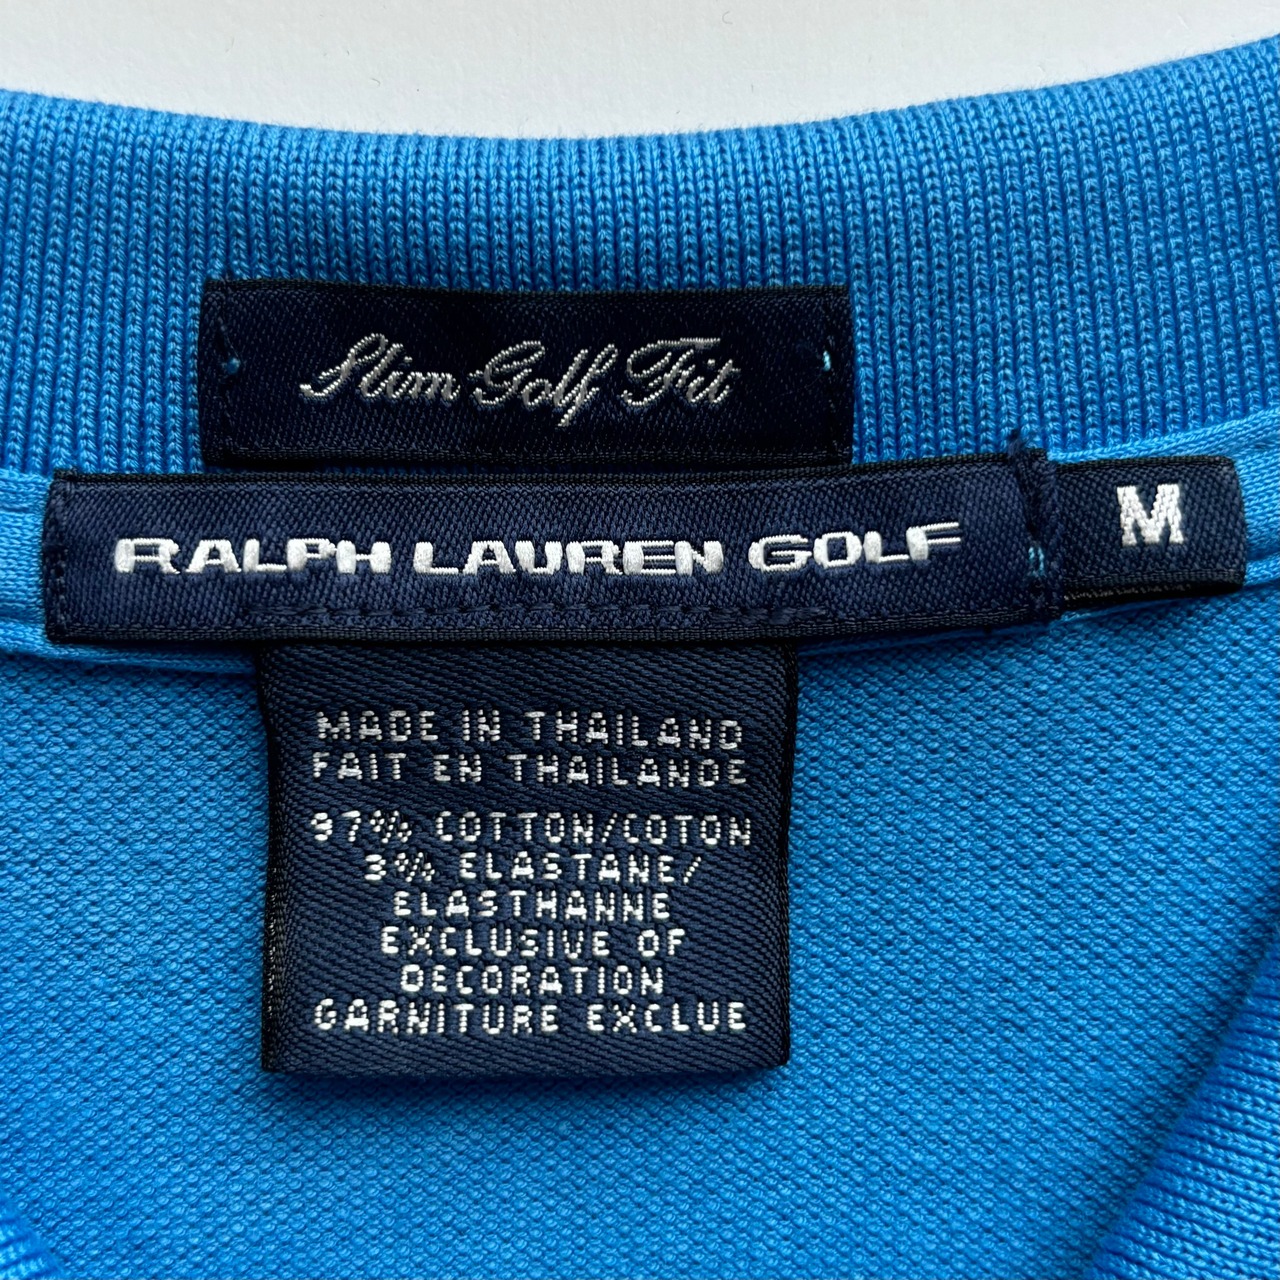 Slim Golf Fit
RALPH LAUREN GOLF M
MADE IN THAILAND
FAIT EN THAILANDE
97% COTTON/COTON
3% ELASTANE/
ELASTHANNE
EXCLUSIVE OF
DECORATION
GARNITURE EXCLUE